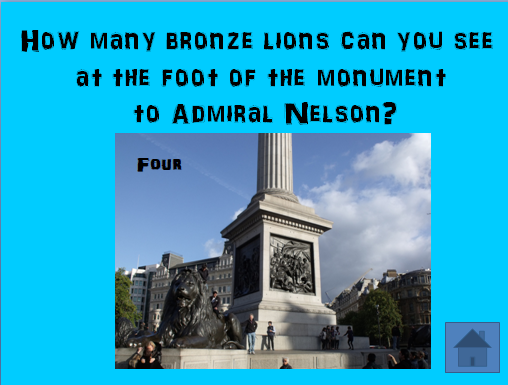 How many bronze lions can you see
at the foot of the monument
to Admiral Nelson?
Four